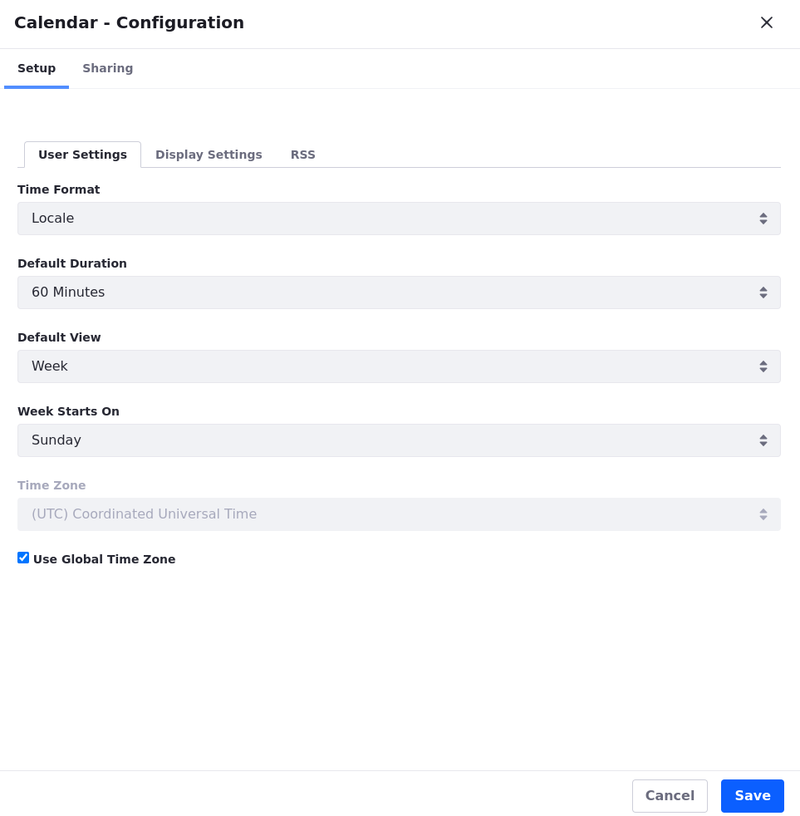 Calendar - Configuration
Setup Sharing
User Settings Display Settings RSS
Time Format
Locale
Default Duration
60 Minutes
Default View
Week
Week Starts On
Sunday
Time Zone
(UTC) Coordinated Universal Time
Use Global Time Zone
Cancel Save